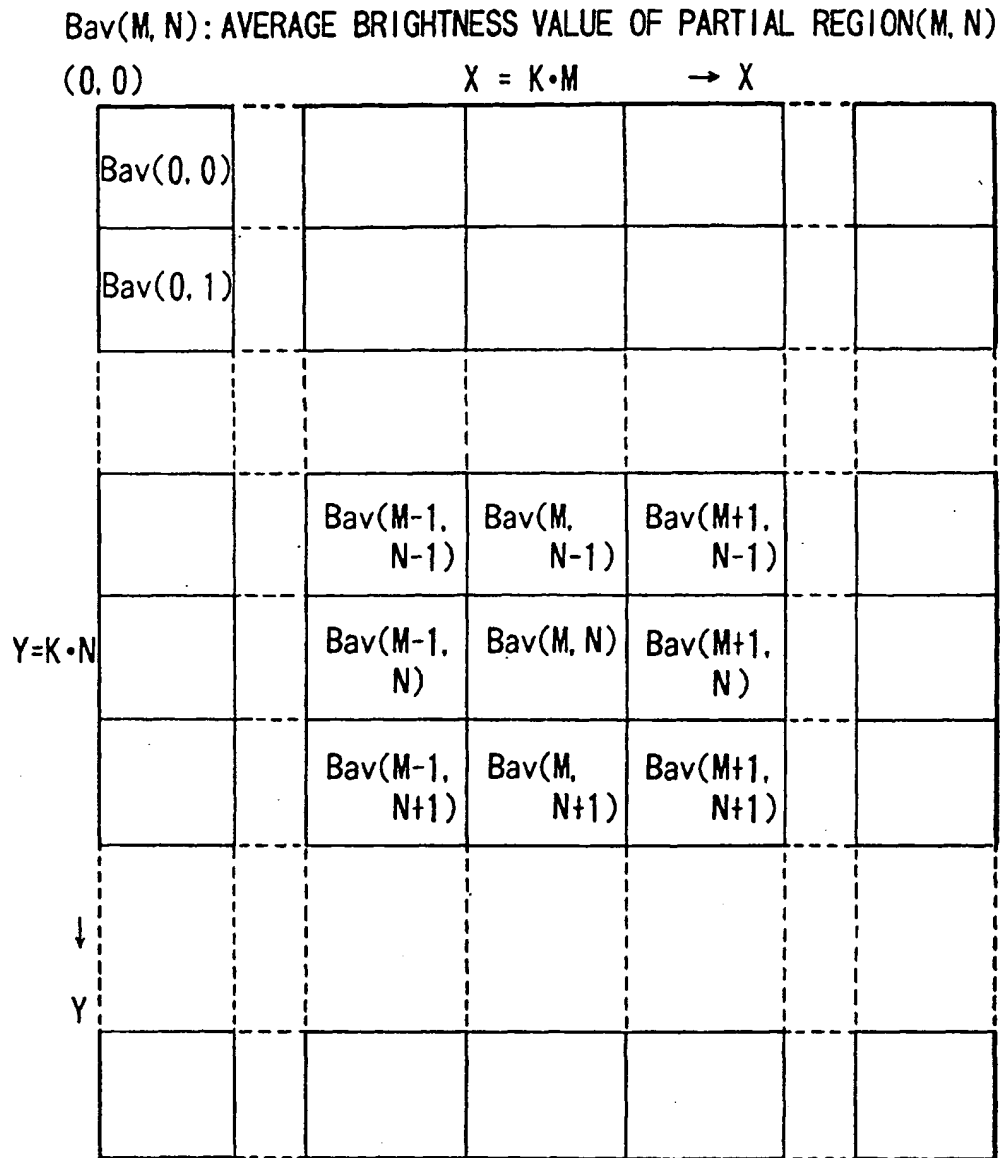 Bav(M, N): AVERAGE BRIGHTNESS VALUE OF PARTIAL REGION(M, N)
(0, 0)
X = K•M → X
Bav(0, 0)
Bav(0, 1)
Bav(M-1,
N-1)
Bav(M,
N-1)
Bav(M+1,
N-1)
Y=K•N
Bav(M-1,
N)
Bav(M, N)
Bav(M+1,
N)
Bav(M-1,
N+1)
Bav(M,
N+1)
Bav(M+1,
N+1)
↓
Y